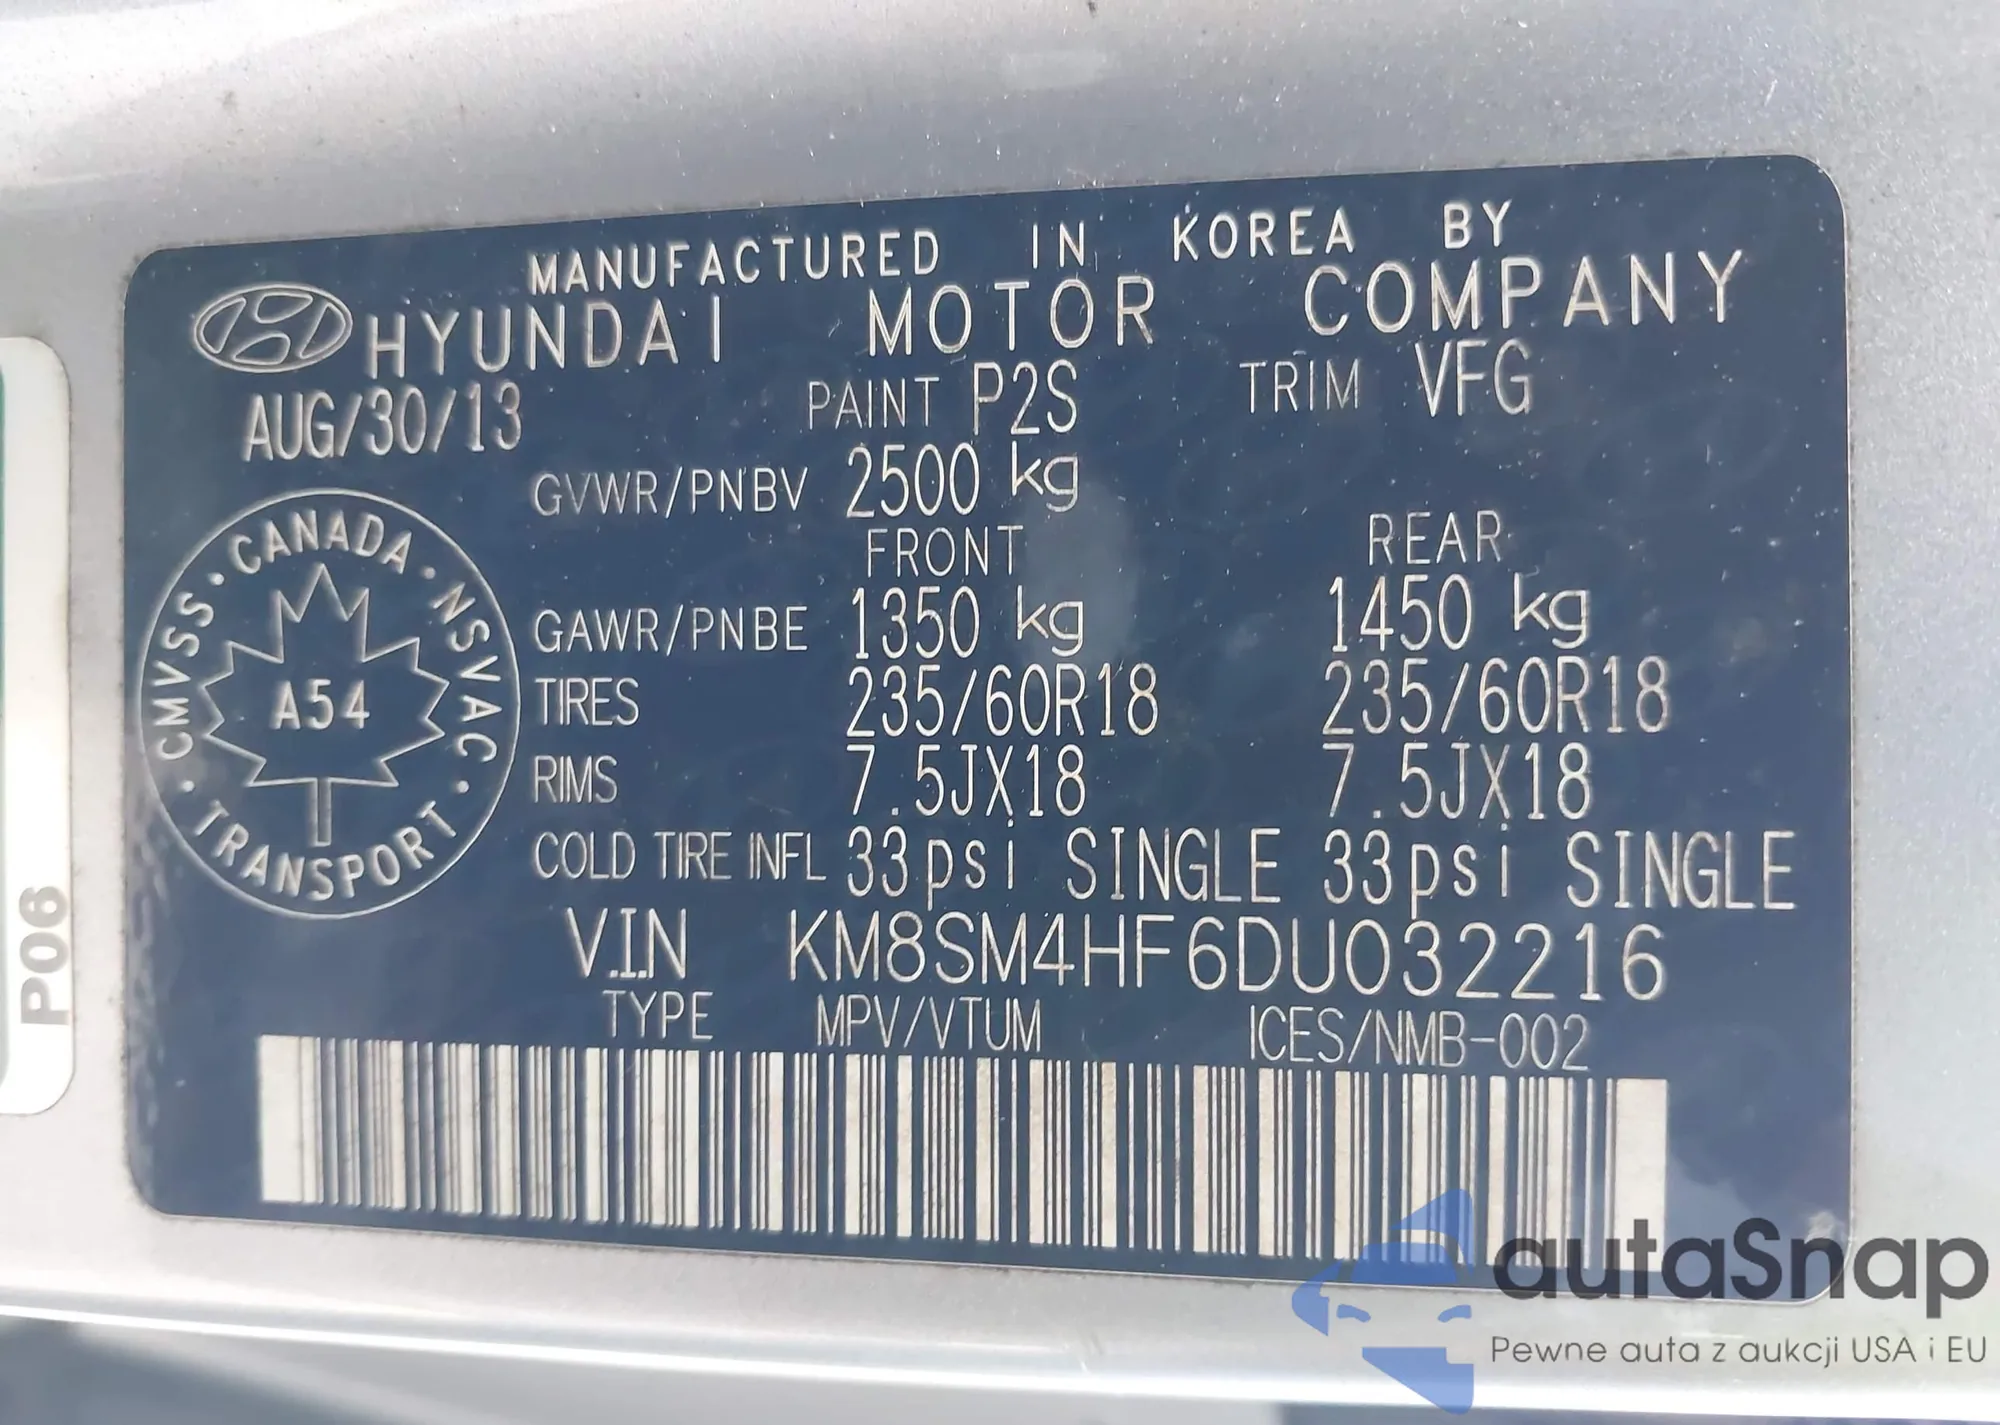 MANUFACTURED IN KOREA BY
HYUNDAI MOTOR COMPANY
AUG/30/13 PAINT P2S TRIM VFG
GVWR/PNBV 2500 kg
FRONT REAR
GAWR/PNBE 1350 kg 1450 kg
TIRES 235/60R18 235/60R18
RIMS 7.5JX18 7.5JX18
COLD TIRE INFL 33psi SINGLE 33psi SINGLE
V.I.N KM8SM4HF6DU032216
TYPE MPV/VTUM ICES/NMB-002
CMVSS · CANADA · NSVAC · TRANSPORT ·
A54
P06
autaSnap
Pewne auta z aukcji USA i EU